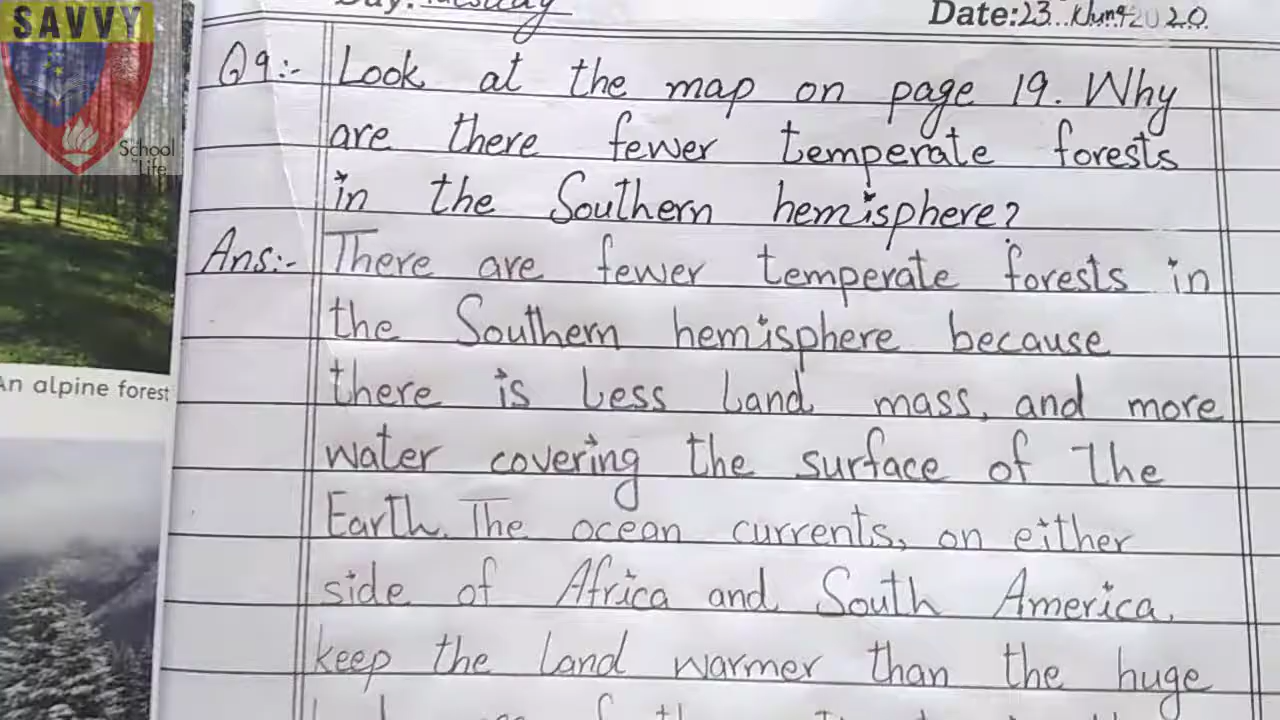 SAVVY
School
Life
Day: Tuesday
Date:23 2020
Q9:- Look at the map on page 19. Why
are there fewer temperate forests
in the Southern hemisphere?
Ans:- There are fewer temperate forests in
the Southern hemisphere because
there is less land mass, and more
water covering the surface of the
Earth. The ocean currents, on either
side of Africa and South America,
keep the land warmer than the huge
An alpine forest